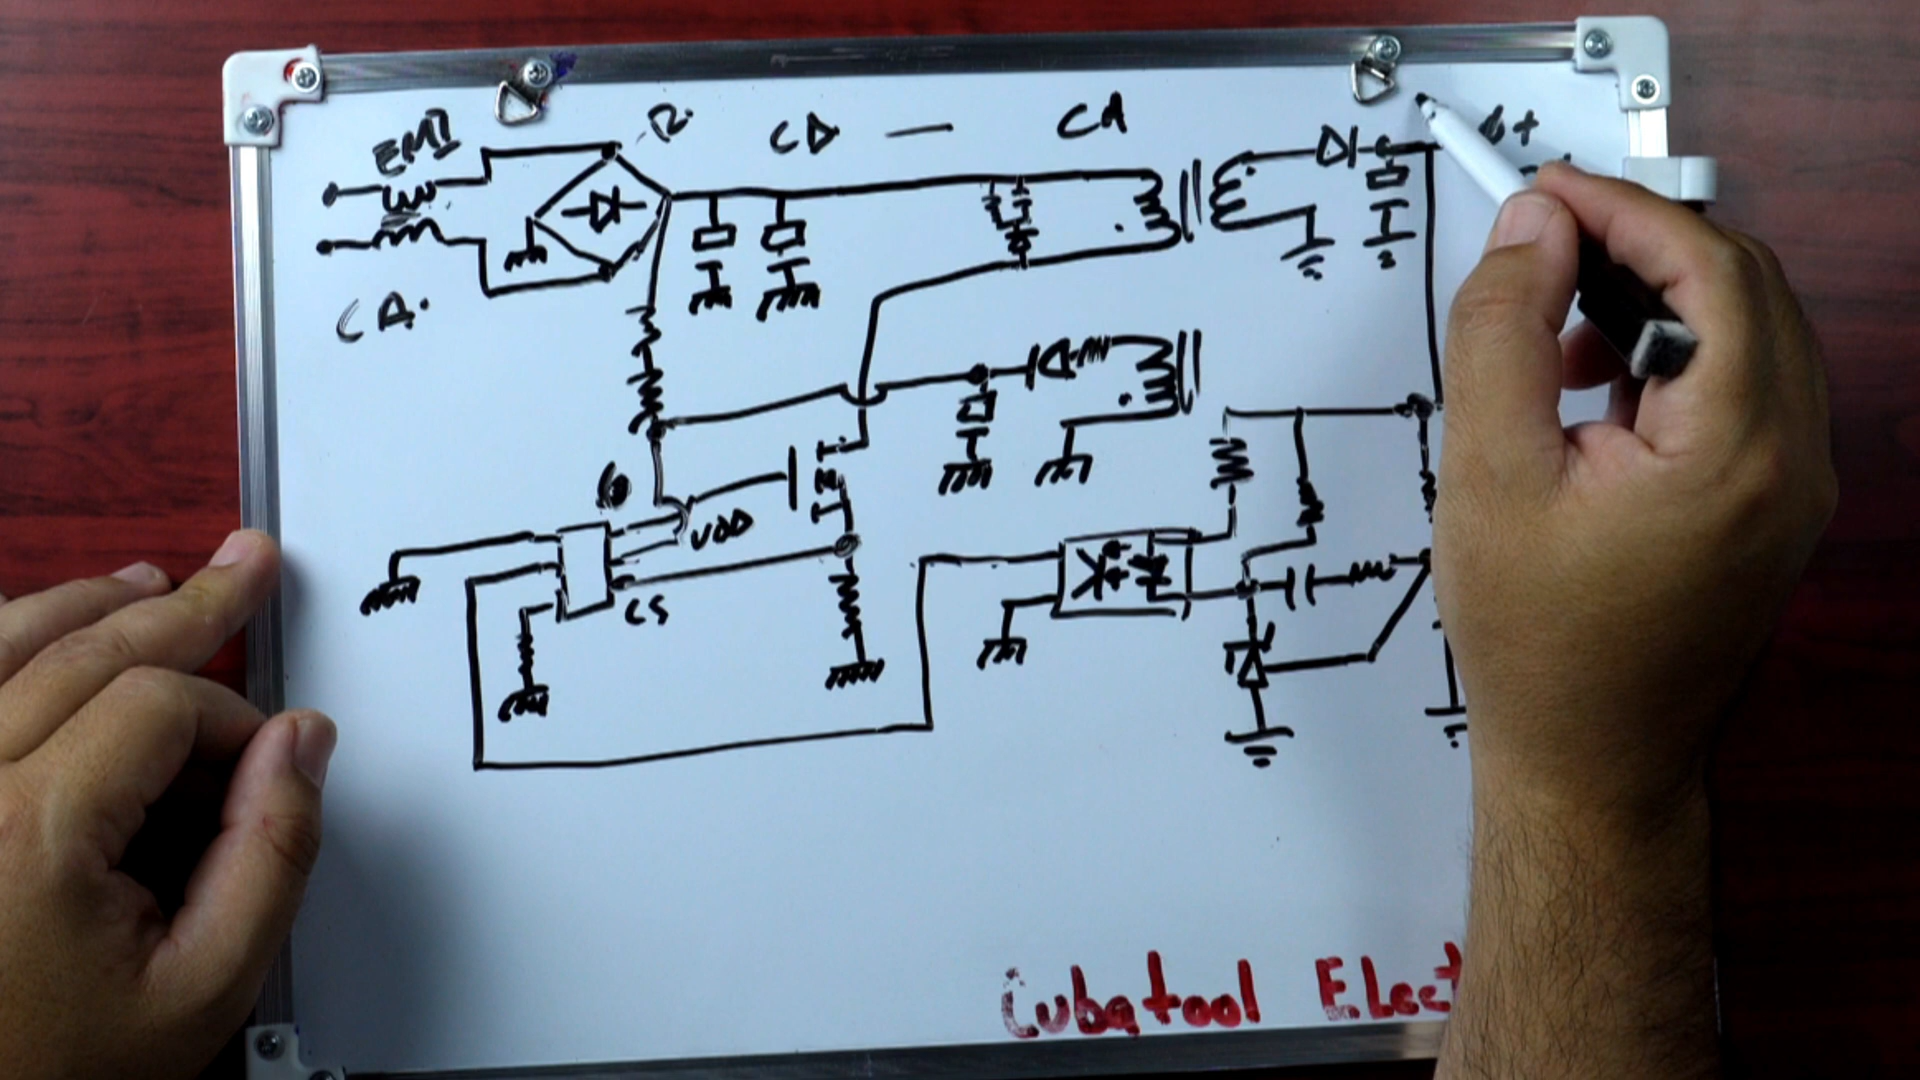 EMI
R.
CD — CA
B+
CA.
G
VDD
CS
Cubatool Elect